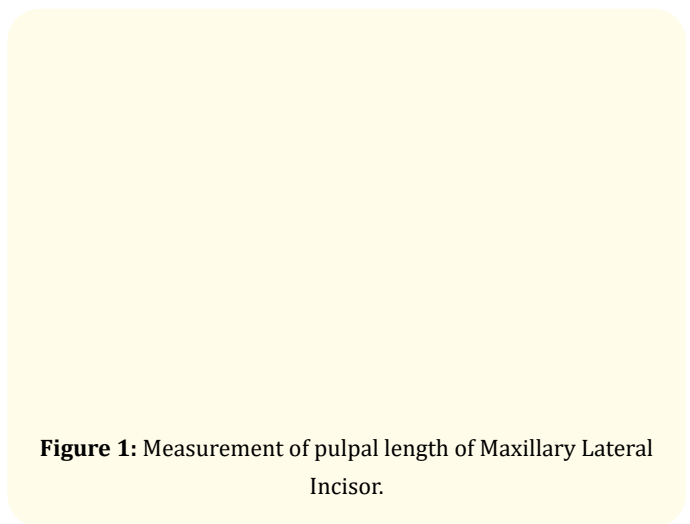 Figure 1: Measurement of pulpal length of Maxillary Lateral
Incisor.